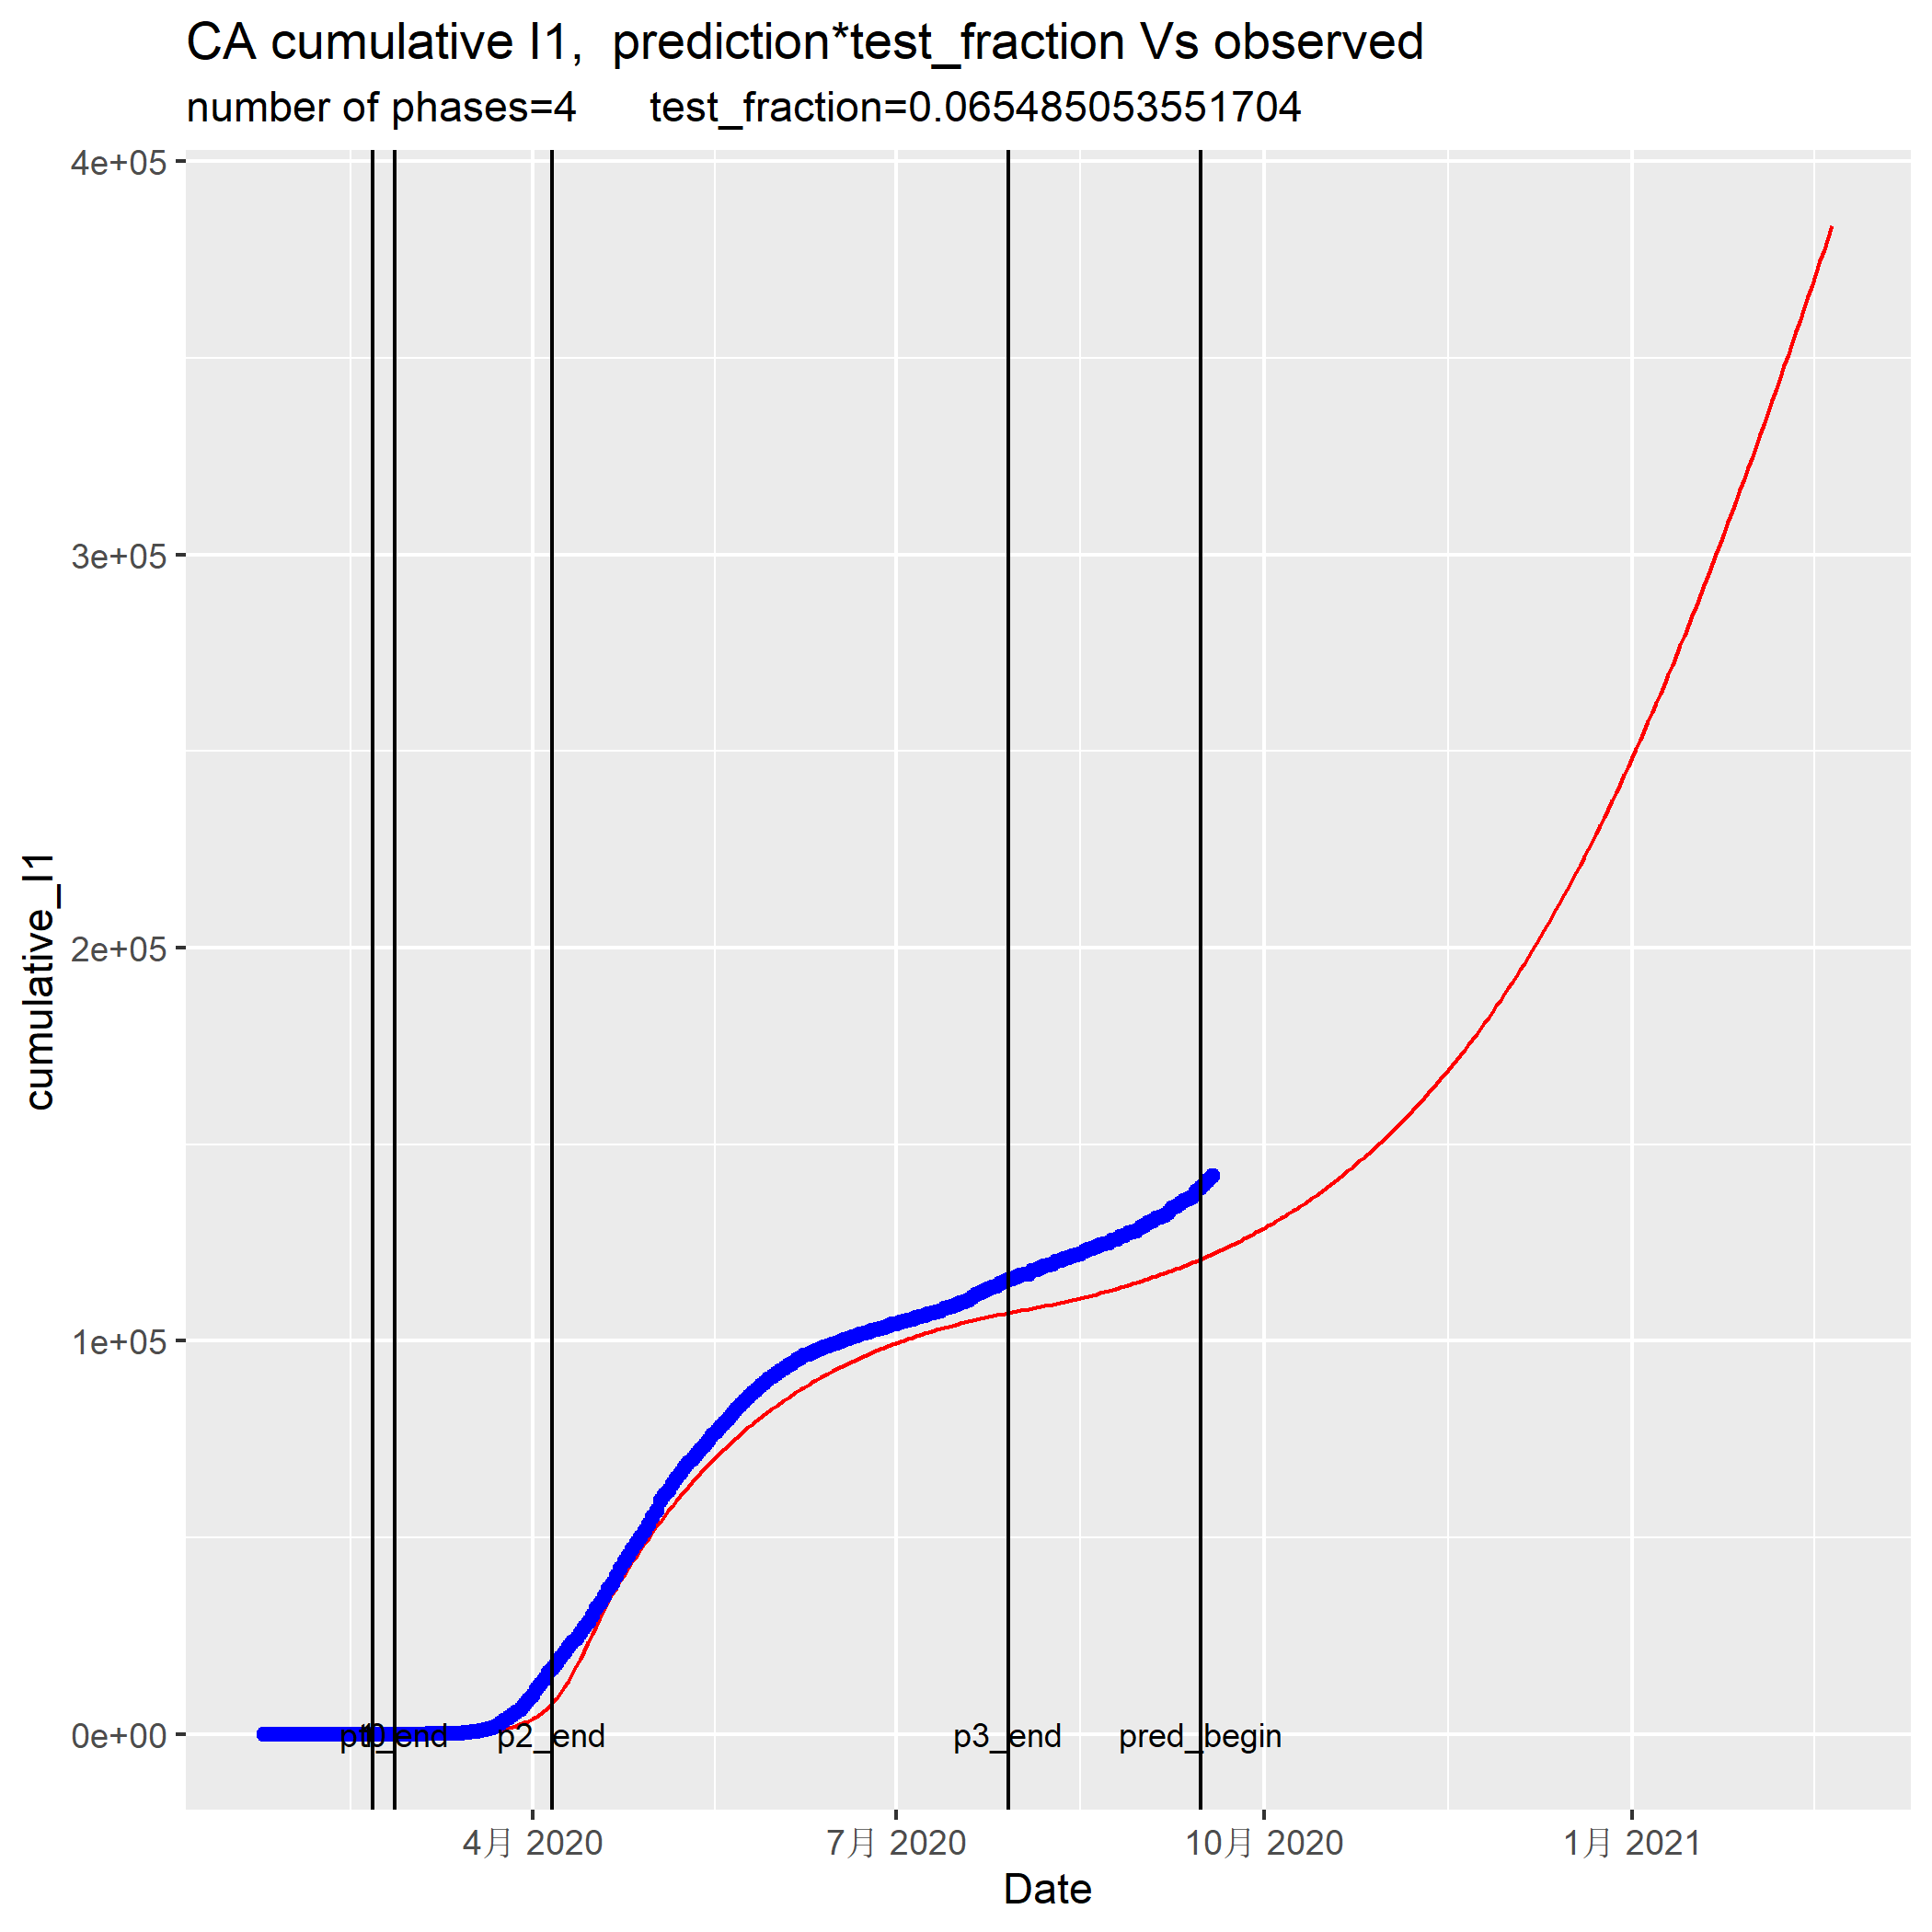 CA cumulative I1,  prediction*test_fraction Vs observed
number of phases=4      test_fraction=0.065485053551704
4e+05
3e+05
2e+05
1e+05
0e+00
cumulative_I1
p2_end
p3_end
pred_begin
4月 2020
7月 2020
10月 2020
1月 2021
Date